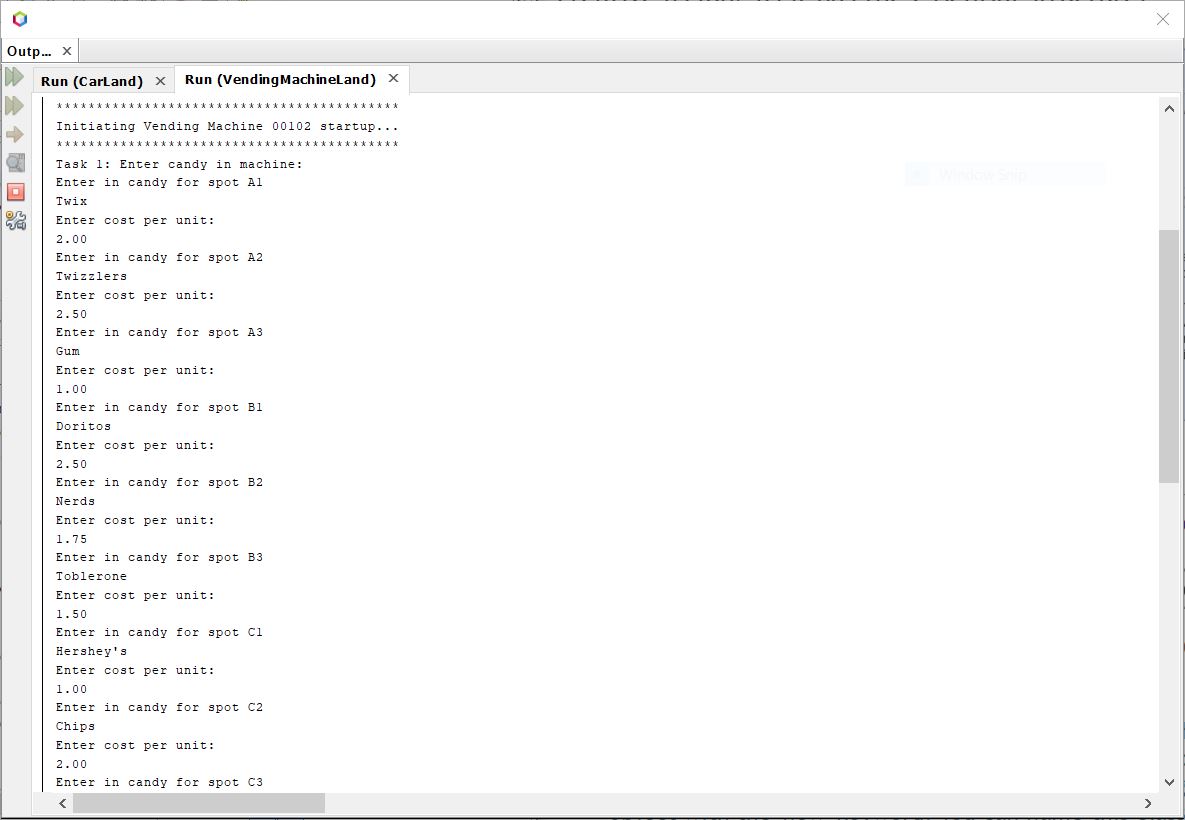 Outp...
Run (CarLand)
Run (VendingMachineLand)
*******************************************
Initiating Vending Machine 00102 startup...
*******************************************
Task 1: Enter candy in machine:
Enter in candy for spot A1
Twix
Enter cost per unit:
2.00
Enter in candy for spot A2
Twizzlers
Enter cost per unit:
2.50
Enter in candy for spot A3
Gum
Enter cost per unit:
1.00
Enter in candy for spot B1
Doritos
Enter cost per unit:
2.50
Enter in candy for spot B2
Nerds
Enter cost per unit:
1.75
Enter in candy for spot B3
Toblerone
Enter cost per unit:
1.50
Enter in candy for spot C1
Hershey's
Enter cost per unit:
1.00
Enter in candy for spot C2
Chips
Enter cost per unit:
2.00
Enter in candy for spot C3
Window Snip